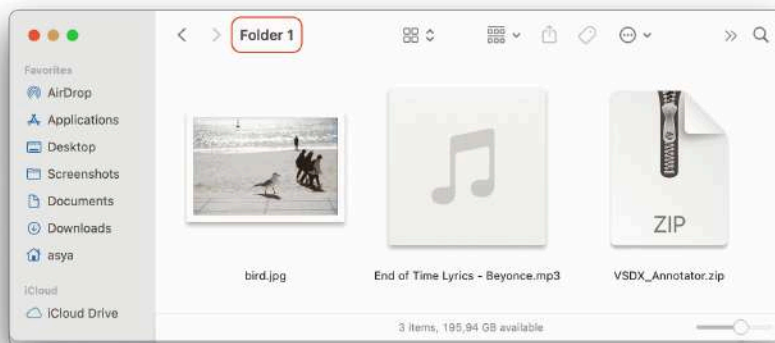 Folder 1
Favorites
AirDrop
Applications
Desktop
Screenshots
Documents
Downloads
asya
iCloud
iCloud Drive
ZIP
bird.jpg
End of Time Lyrics - Beyonce.mp3
VSDX_Annotator.zip
3 items, 195,94 GB available